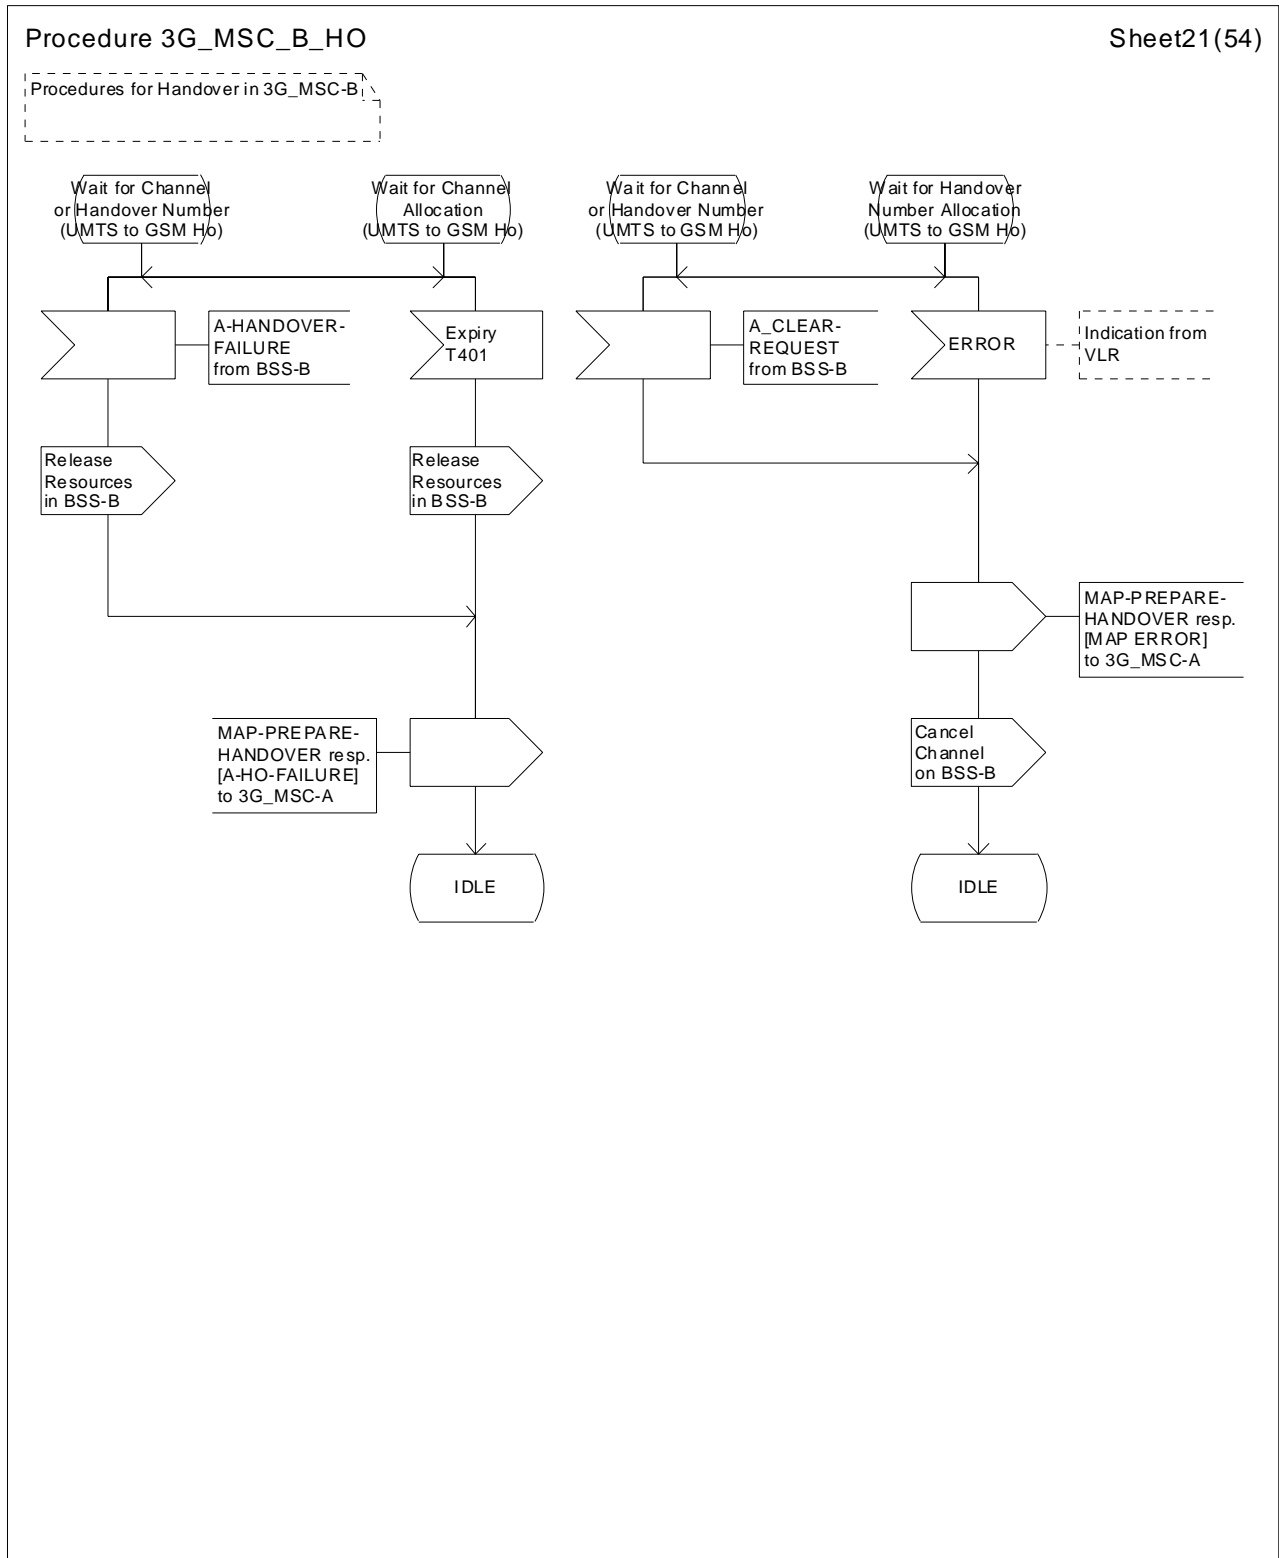 Procedure 3G_MSC_B_HO
Sheet21(54)
Procedures for Handover in 3G_MSC-B
Wait for Channel
or Handover Number
(UMTS to GSM Ho)
Wait for Channel
Allocation
(UMTS to GSM Ho)
Wait for Channel
or Handover Number
(UMTS to GSM Ho)
Wait for Handover
Number Allocation
(UMTS to GSM Ho)
A-HANDOVER-
FAILURE
from BSS-B
Expiry
T401
A_CLEAR-
REQUEST
from BSS-B
ERROR
Indication from
VLR
Release
Resources
in BSS-B
Release
Resources
in BSS-B
MAP-PREPARE-
HANDOVER resp.
[MAP ERROR]
to 3G_MSC-A
MAP-PREPARE-
HANDOVER resp.
[A-HO-FAILURE]
to 3G_MSC-A
Cancel
Channel
on BSS-B
IDLE
IDLE